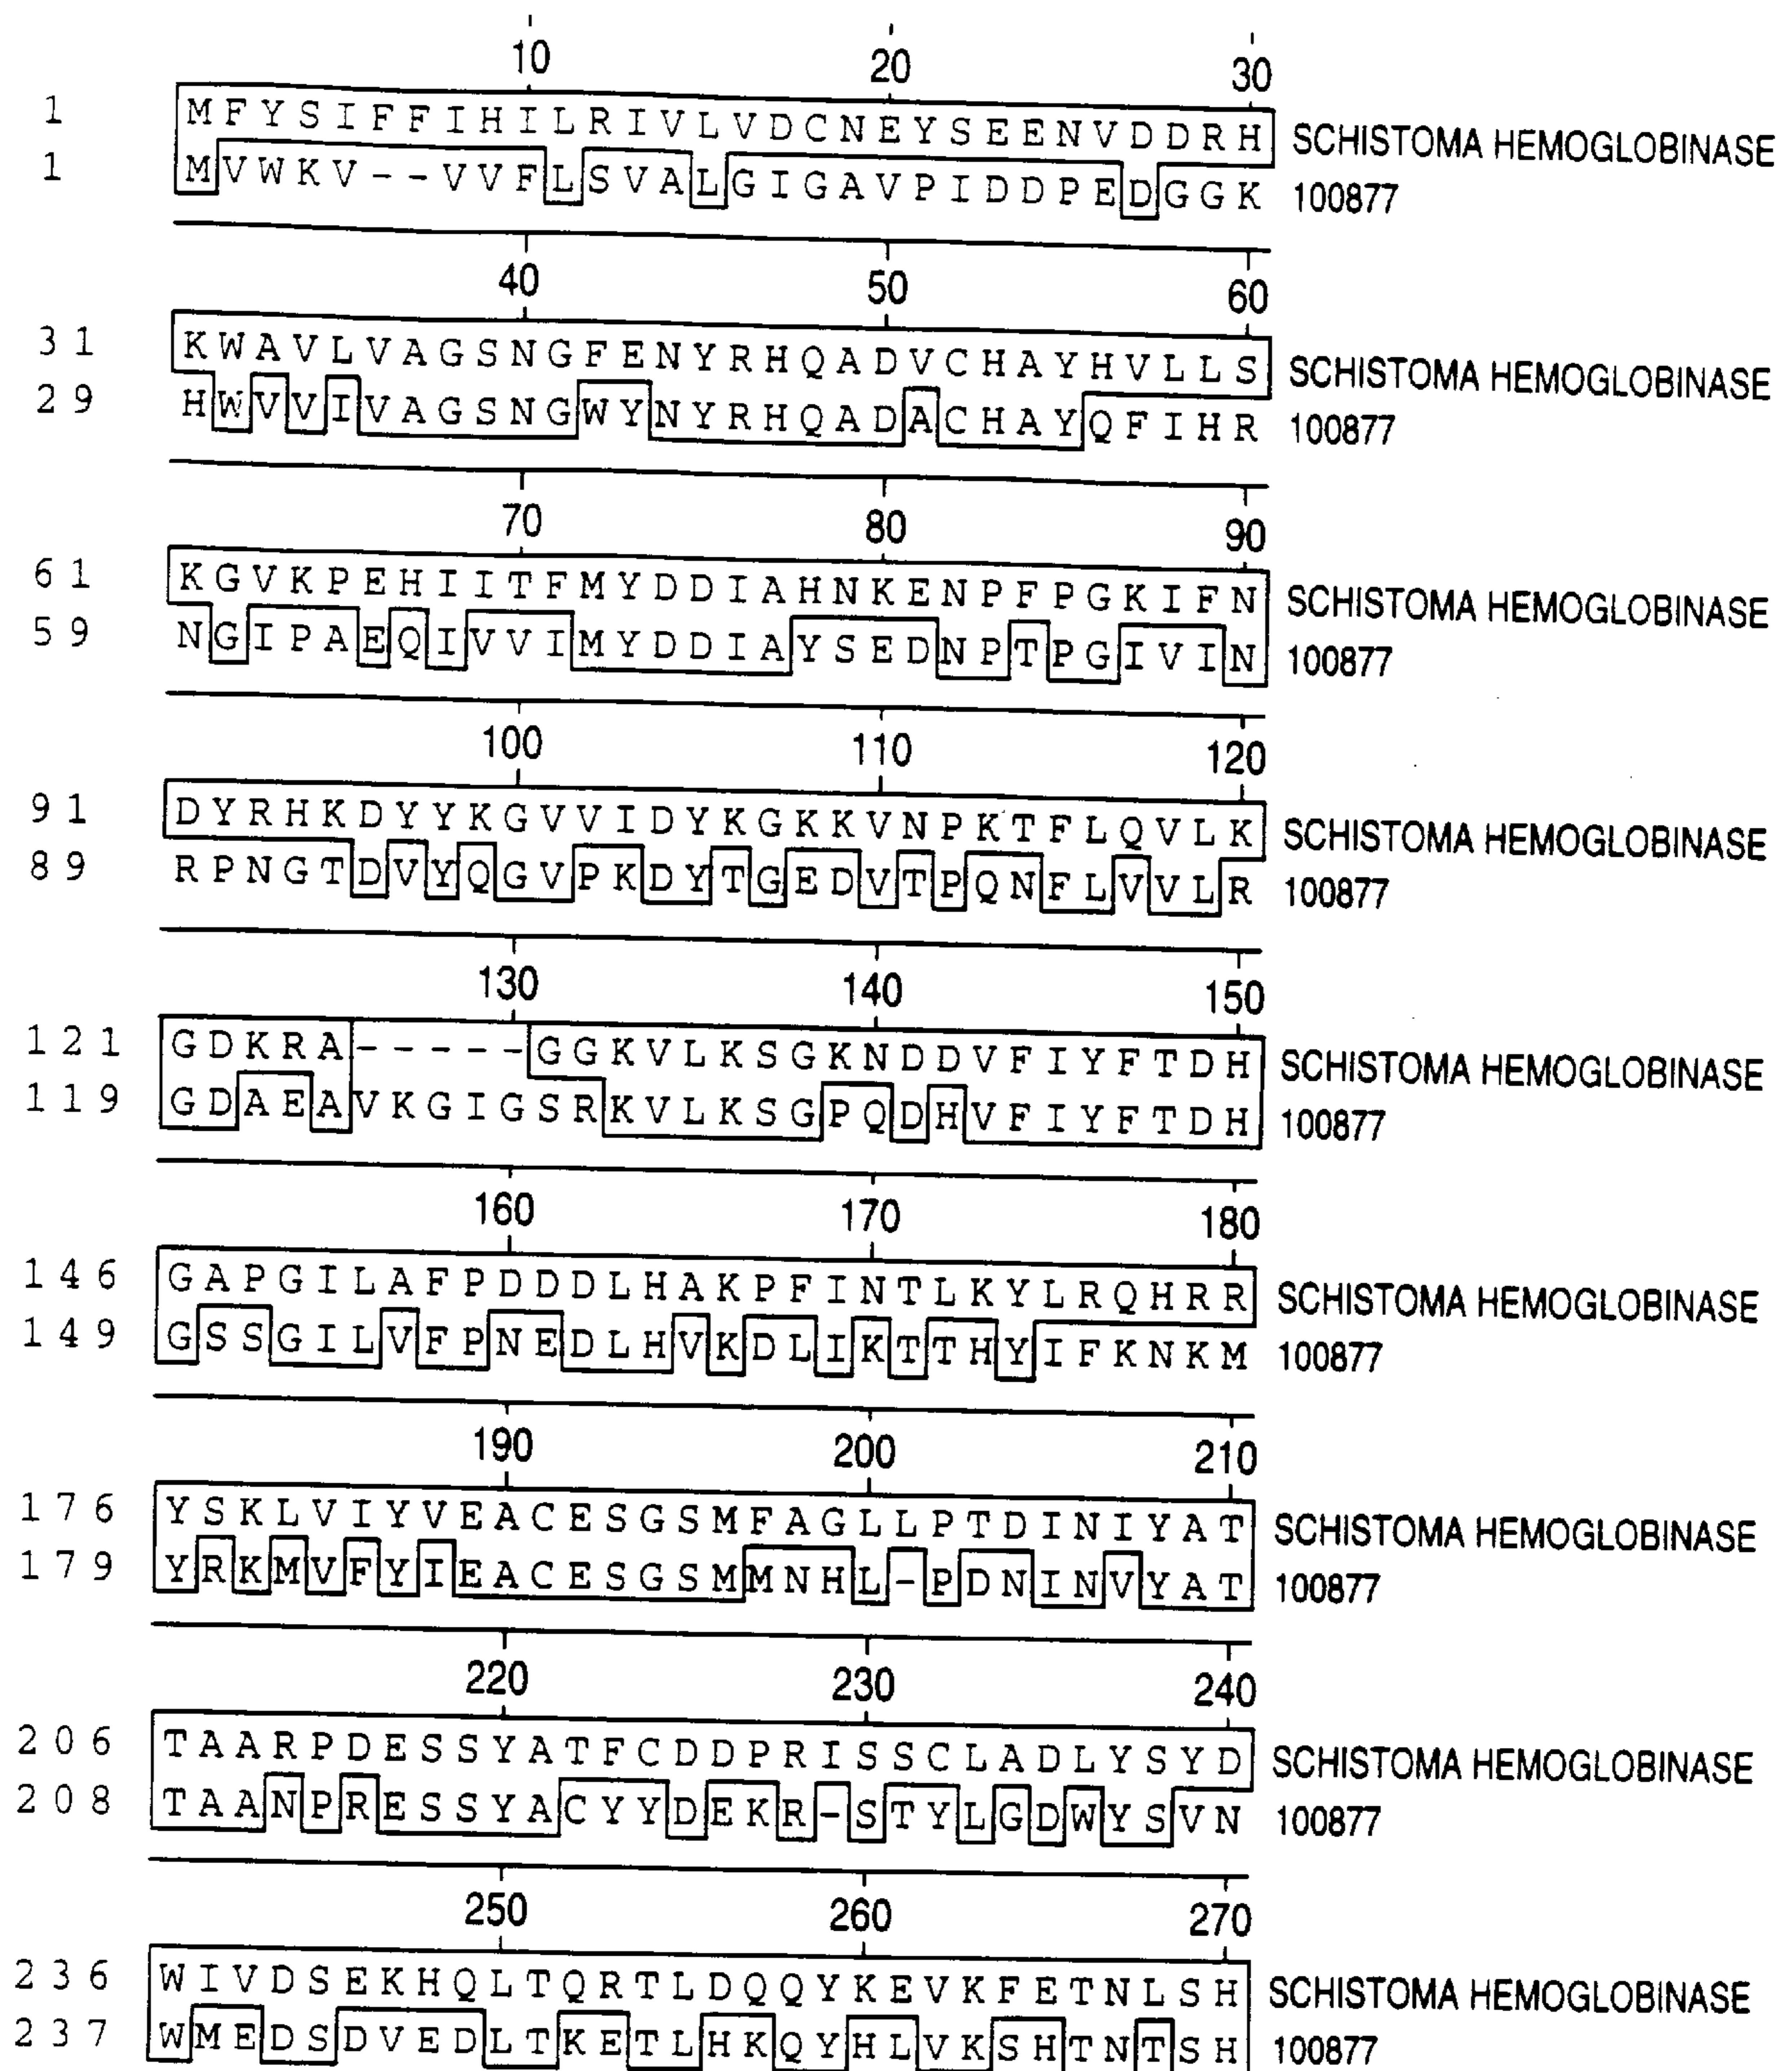 10 20 30
1 MFYSIFFIHILRIVLVDCNEYSEENVDDRH SCHISTOMA HEMOGLOBINASE
1 MVWKV--VVFLSVALGIGAVPIDDPEDGGK 100877
40 50 60
31 KWAVLVAGSNGFENYRHQADVCHAYHVLLS SCHISTOMA HEMOGLOBINASE
29 HWVVIVAGSNGWYNYRHQADACHAYQFIHR 100877
70 80 90
61 KGVKPEHIITFMYDDIAHNKENPFPGKIFN SCHISTOMA HEMOGLOBINASE
59 NGIPAEQIVVIMYDDIAYSEDNPTPGIVIN 100877
100 110 120
91 DYRHKDYYKGVVIDYKGKKVNPKTFLQVLK SCHISTOMA HEMOGLOBINASE
89 RPNGTDVYQGVPKDYTGEDVTPQNFLVVLR 100877
130 140 150
121 GDKRA-----GGKVLKSGKNDDVFIYFTDH SCHISTOMA HEMOGLOBINASE
119 GDAEAVKGIGSRKVLKSGPQDHVFIYFTDH 100877
160 170 180
146 GAPGILAFPDDDLHAKPFINTLKYLRQHRR SCHISTOMA HEMOGLOBINASE
149 GSSGILVFPNEDLHVKDLIKTTHYIFKNKM 100877
190 200 210
176 YSKLVIYVEACESGSMFAGLLPTDINIYAT SCHISTOMA HEMOGLOBINASE
179 YRKMVFYIEACESGSMMNHL-PDNINVYAT 100877
220 230 240
206 TAARPDESSYATFCDDPRISSCLADLYSYD SCHISTOMA HEMOGLOBINASE
208 TAANPRESSYACYYDEKR-STYLGDWYSVN 100877
250 260 270
236 WIVDSEKHQLTQRTLDQQYKEVKFETNLSH SCHISTOMA HEMOGLOBINASE
237 WMEDSDVEDLTKETLHKQYHLVKSHTNTSH 100877